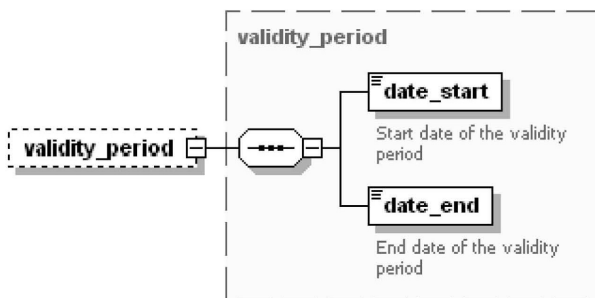 validity_period
validity_period
date_start
Start date of the validity
period
date_end
End date of the validity
period